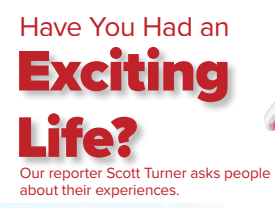 Have You Had an
Exciting
Life?
Our reporter Scott Turner asks people
about their experiences.